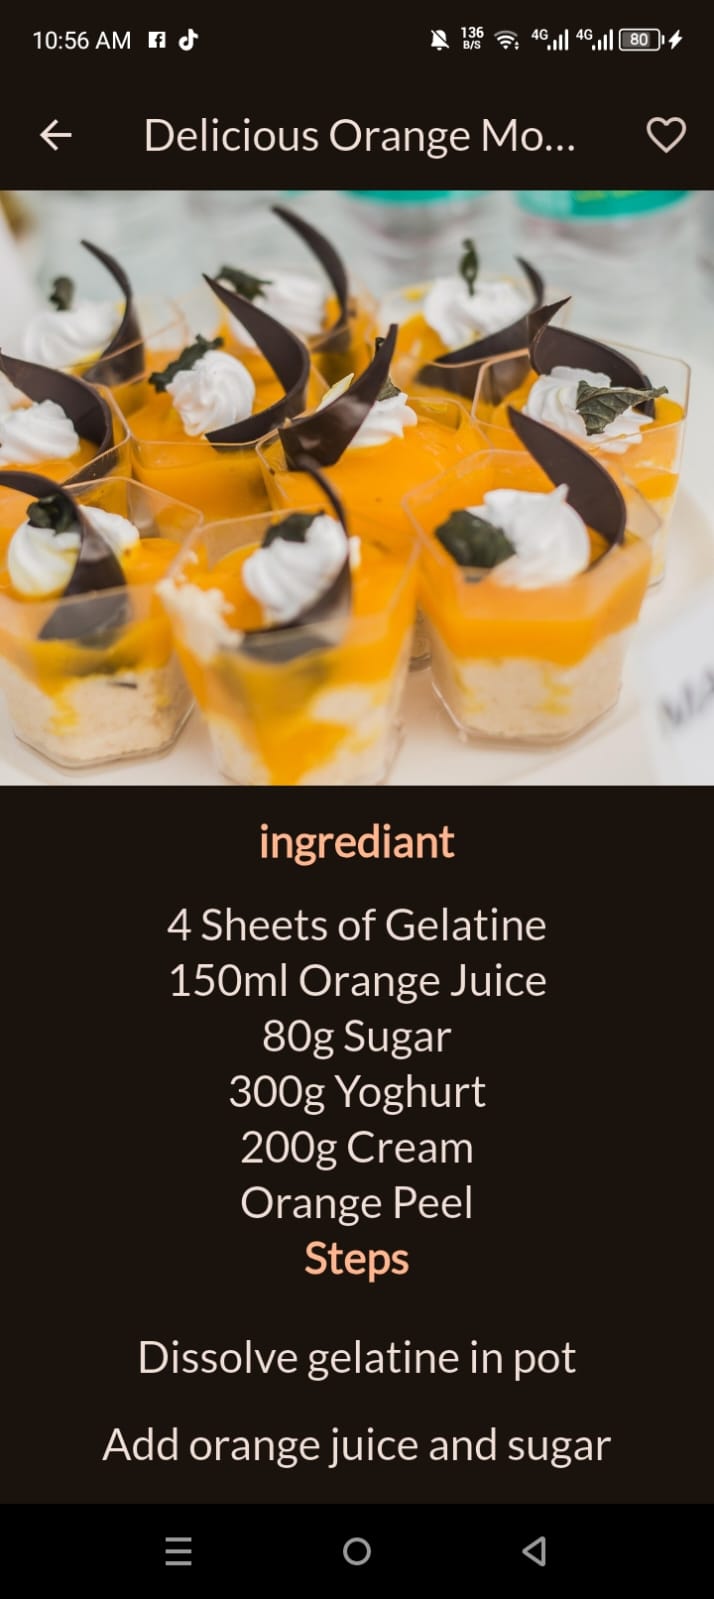 10:56 AM
136
B/S
4G
4G
80
Delicious Orange Mo...
ingrediant
4 Sheets of Gelatine
150ml Orange Juice
80g Sugar
300g Yoghurt
200g Cream
Orange Peel
Steps
Dissolve gelatine in pot
Add orange juice and sugar